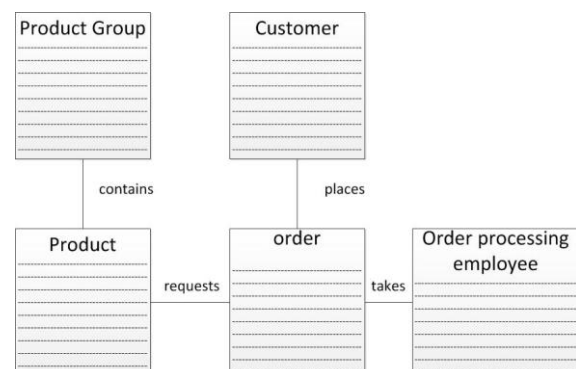 Product Group
Customer
contains
places
Product
order
Order processing
employee
requests
takes